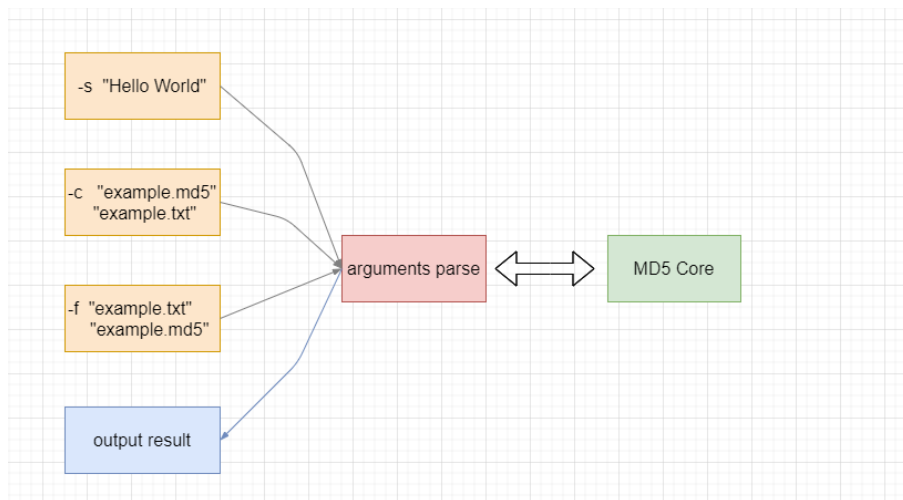 -s "Hello World"
-c "example.md5"
"example.txt"
-f "example.txt"
"example.md5"
output result
arguments parse
MD5 Core